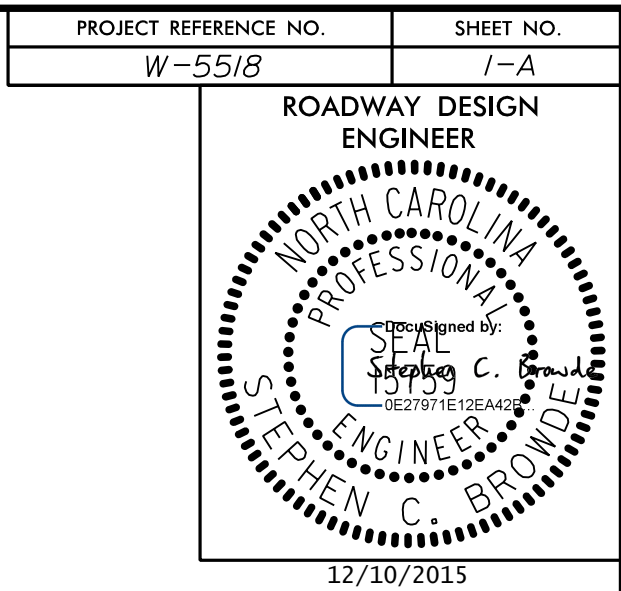 PROJECT REFERENCE NO.
SHEET NO.
W-5518
1-A
ROADWAY DESIGN
ENGINEER
NORTH CAROLINA
PROFESSIONAL
SEAL
DocuSigned by:
Stephen C. Browde
15759
0E27971E12EA42B...
ENGINEER
STEPHEN C. BROWDE
12/10/2015